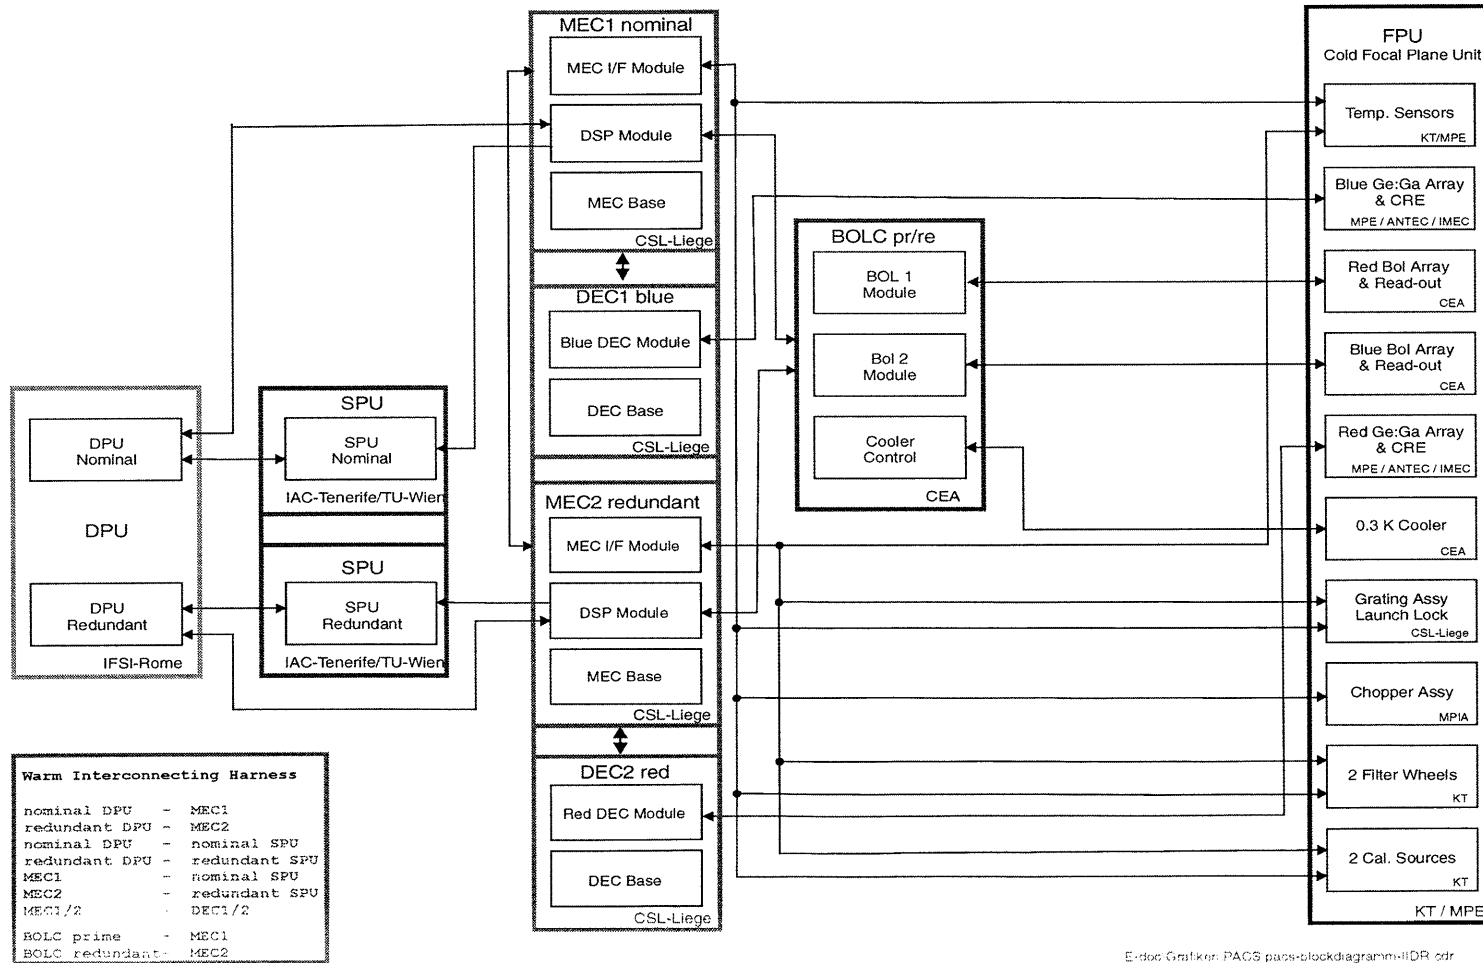 MEC1 nominal
MEC I/F Module
DSP Module
MEC Base
CSL-Liege
DEC1 blue
Blue DEC Module
DEC Base
CSL-Liege
MEC2 redundant
MEC I/F Module
DSP Module
MEC Base
CSL-Liege
DEC2 red
Red DEC Module
DEC Base
CSL-Liege
DPU
Nominal
DPU
DPU
Redundant
IFSI-Rome
SPU
SPU
Nominal
IAC-Tenerife/TU-Wien
SPU
SPU
Redundant
IAC-Tenerife/TU-Wien
BOLC pr/re
BOL 1
Module
Bol 2
Module
Cooler
Control
CEA
FPU
Cold Focal Plane Unit
Temp. Sensors
KT/MPE
Blue Ge:Ga Array
& CRE
MPE / ANTEC / IMEC
Red Bol Array
& Read-out
CEA
Blue Bol Array
& Read-out
CEA
Red Ge:Ga Array
& CRE
MPE / ANTEC / IMEC
0.3 K Cooler
CEA
Grating Assy
Launch Lock
CSL-Liege
Chopper Assy
MPIA
2 Filter Wheels
KT
2 Cal. Sources
KT
KT / MPE
Warm Interconnecting Harness
nominal DPU - MEC1
redundant DPU - MEC2
nominal DPU - nominal SPU
redundant DPU - redundant SPU
MEC1 - nominal SPU
MEC2 - redundant SPU
MEC1/2 - DEC1/2
BOLC prime - MEC1
BOLC redundant- MEC2
E-doc Grafiken PACS pacs-blockdiagramm-IIDR cdr